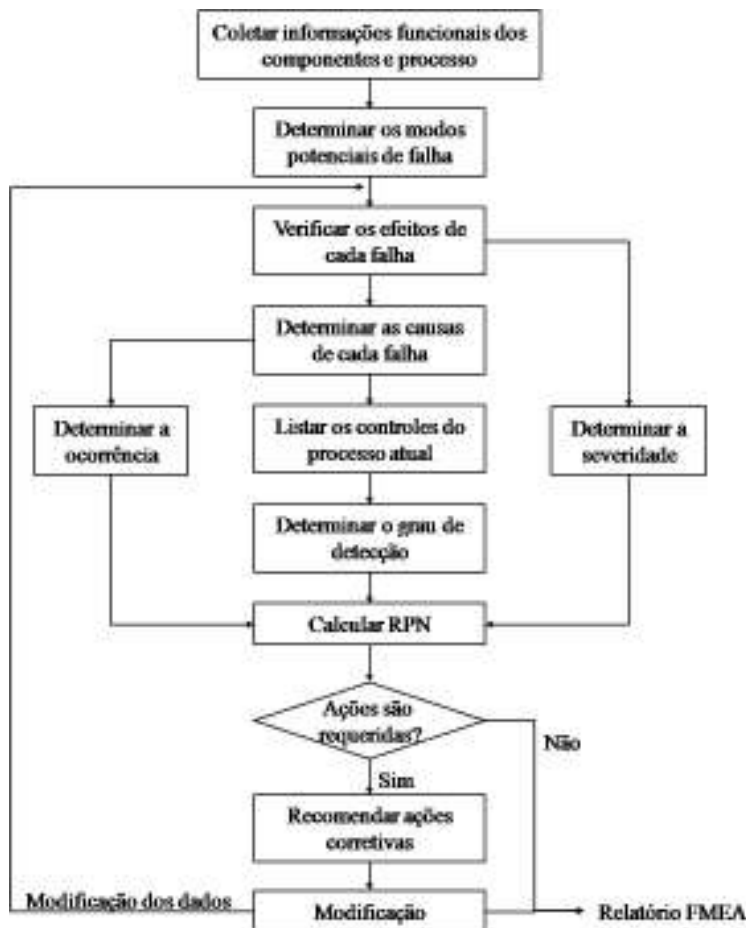 Coletar informações funcionais dos
componentes e processo
Determinar os modos
potenciais de falha
Verificar os efeitos de
cada falha
Determinar as causas
de cada falha
Determinar a
ocorrência
Listar os controles do
processo atual
Determinar a
severidade
Determinar o grau de
detecção
Calcular RPN
Ações são
requeridas?
Não
Sim
Recomendar ações
corretivas
Modificação dos dados
Modificação
Relatório FMEA